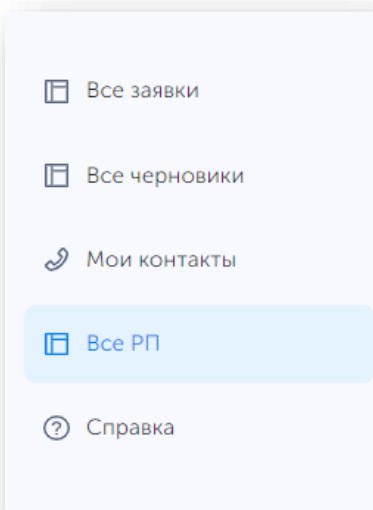 Все заявки
Все черновики
Мои контакты
Все РП
Справка